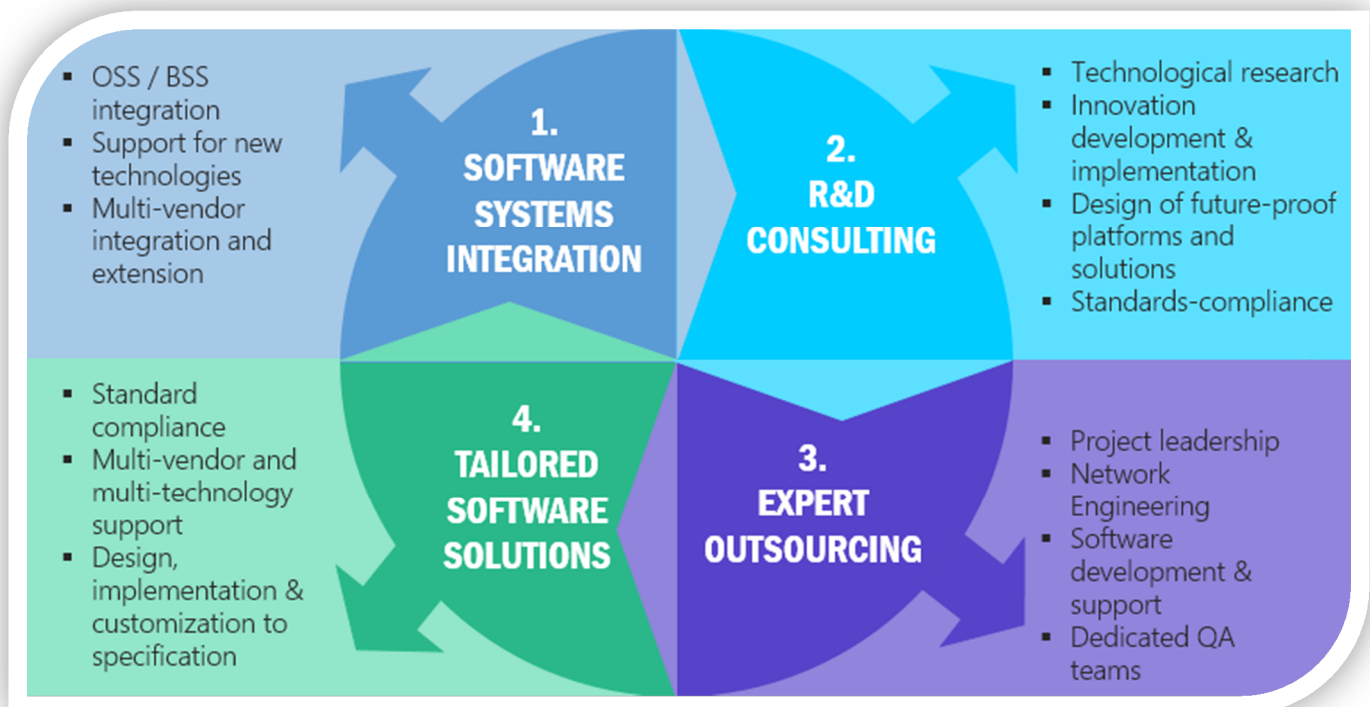 ▪ OSS / BSS
integration
▪ Support for new
technologies
▪ Multi-vendor
integration and
extension
1.
SOFTWARE
SYSTEMS
INTEGRATION
2.
R&D
CONSULTING
▪ Technological research
▪ Innovation
development &
implementation
▪ Design of future-proof
platforms and
solutions
▪ Standards-compliance
▪ Standard
compliance
▪ Multi-vendor and
multi-technology
support
▪ Design,
implementation &
customization to
specification
4.
TAILORED
SOFTWARE
SOLUTIONS
3.
EXPERT
OUTSOURCING
▪ Project leadership
▪ Network
Engineering
▪ Software
development &
support
▪ Dedicated QA
teams